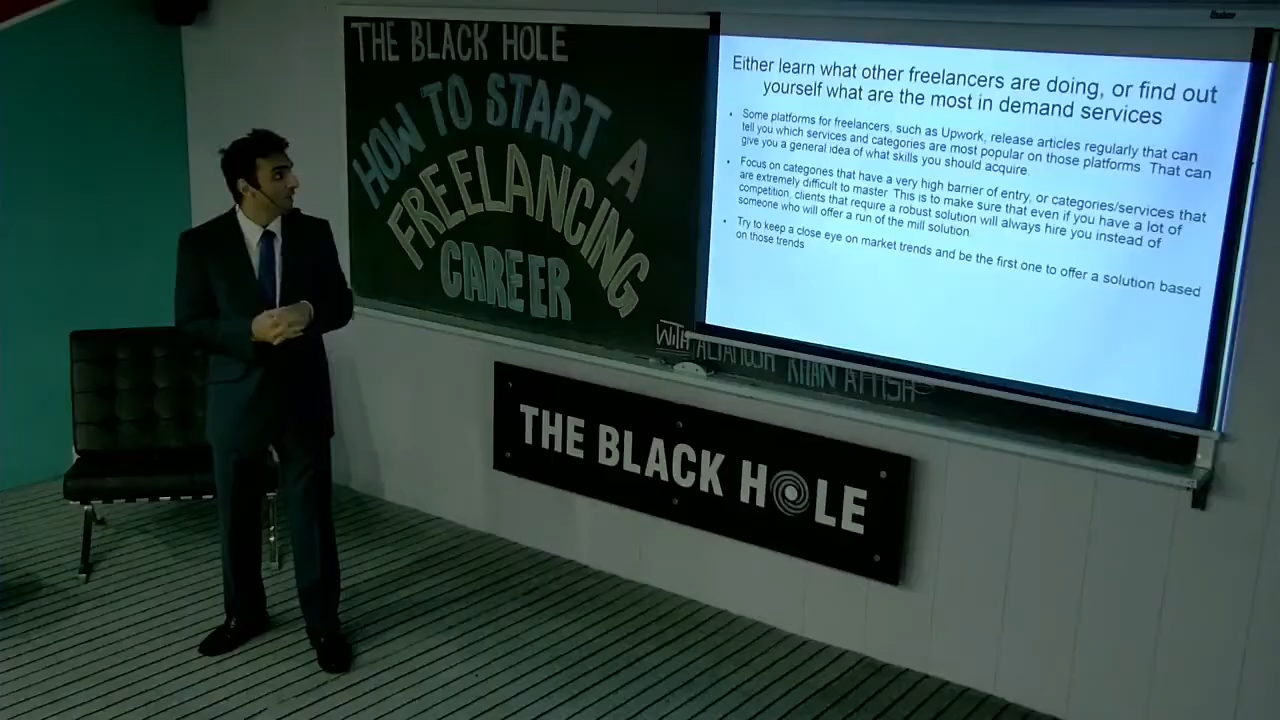 THE BLACK HOLE
HOW TO START A
FREELANCING
CAREER
WITH
KHAN
Either learn what other freelancers are doing, or find out
yourself what are the most in demand services
• Some platforms for freelancers, such as Upwork, release articles regularly that can
tell you which services and categories are most popular on those platforms. That can
give you a general idea of what skills you should acquire.
• Focus on categories that have a very high barrier of entry, or categories/services that
are extremely difficult to master. This is to make sure that even if you have a lot of
competition, clients that require a robust solution will always hire you instead of
someone who will offer a run of the mill solution.
• Try to keep a close eye on market trends and be the first one to offer a solution based
on those trends
THE BLACK HOLE